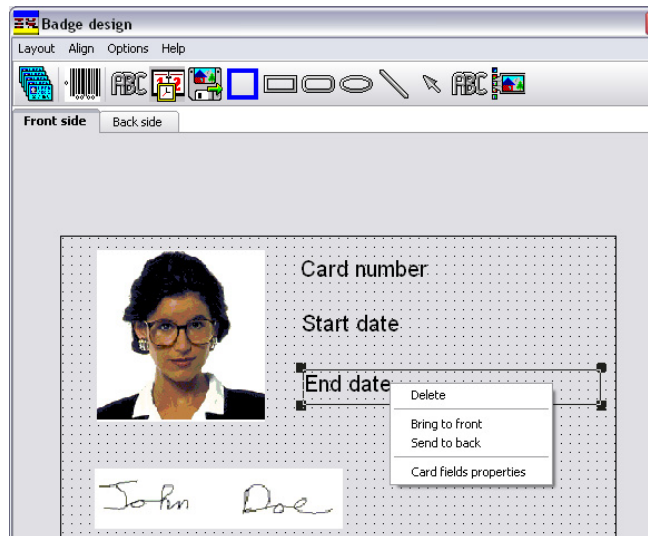 Badge design
Layout Align Options Help
ABC ABC
Front side Back side
Card number
Start date
End date
Delete
Bring to front
Send to back
Card fields properties
John Doe